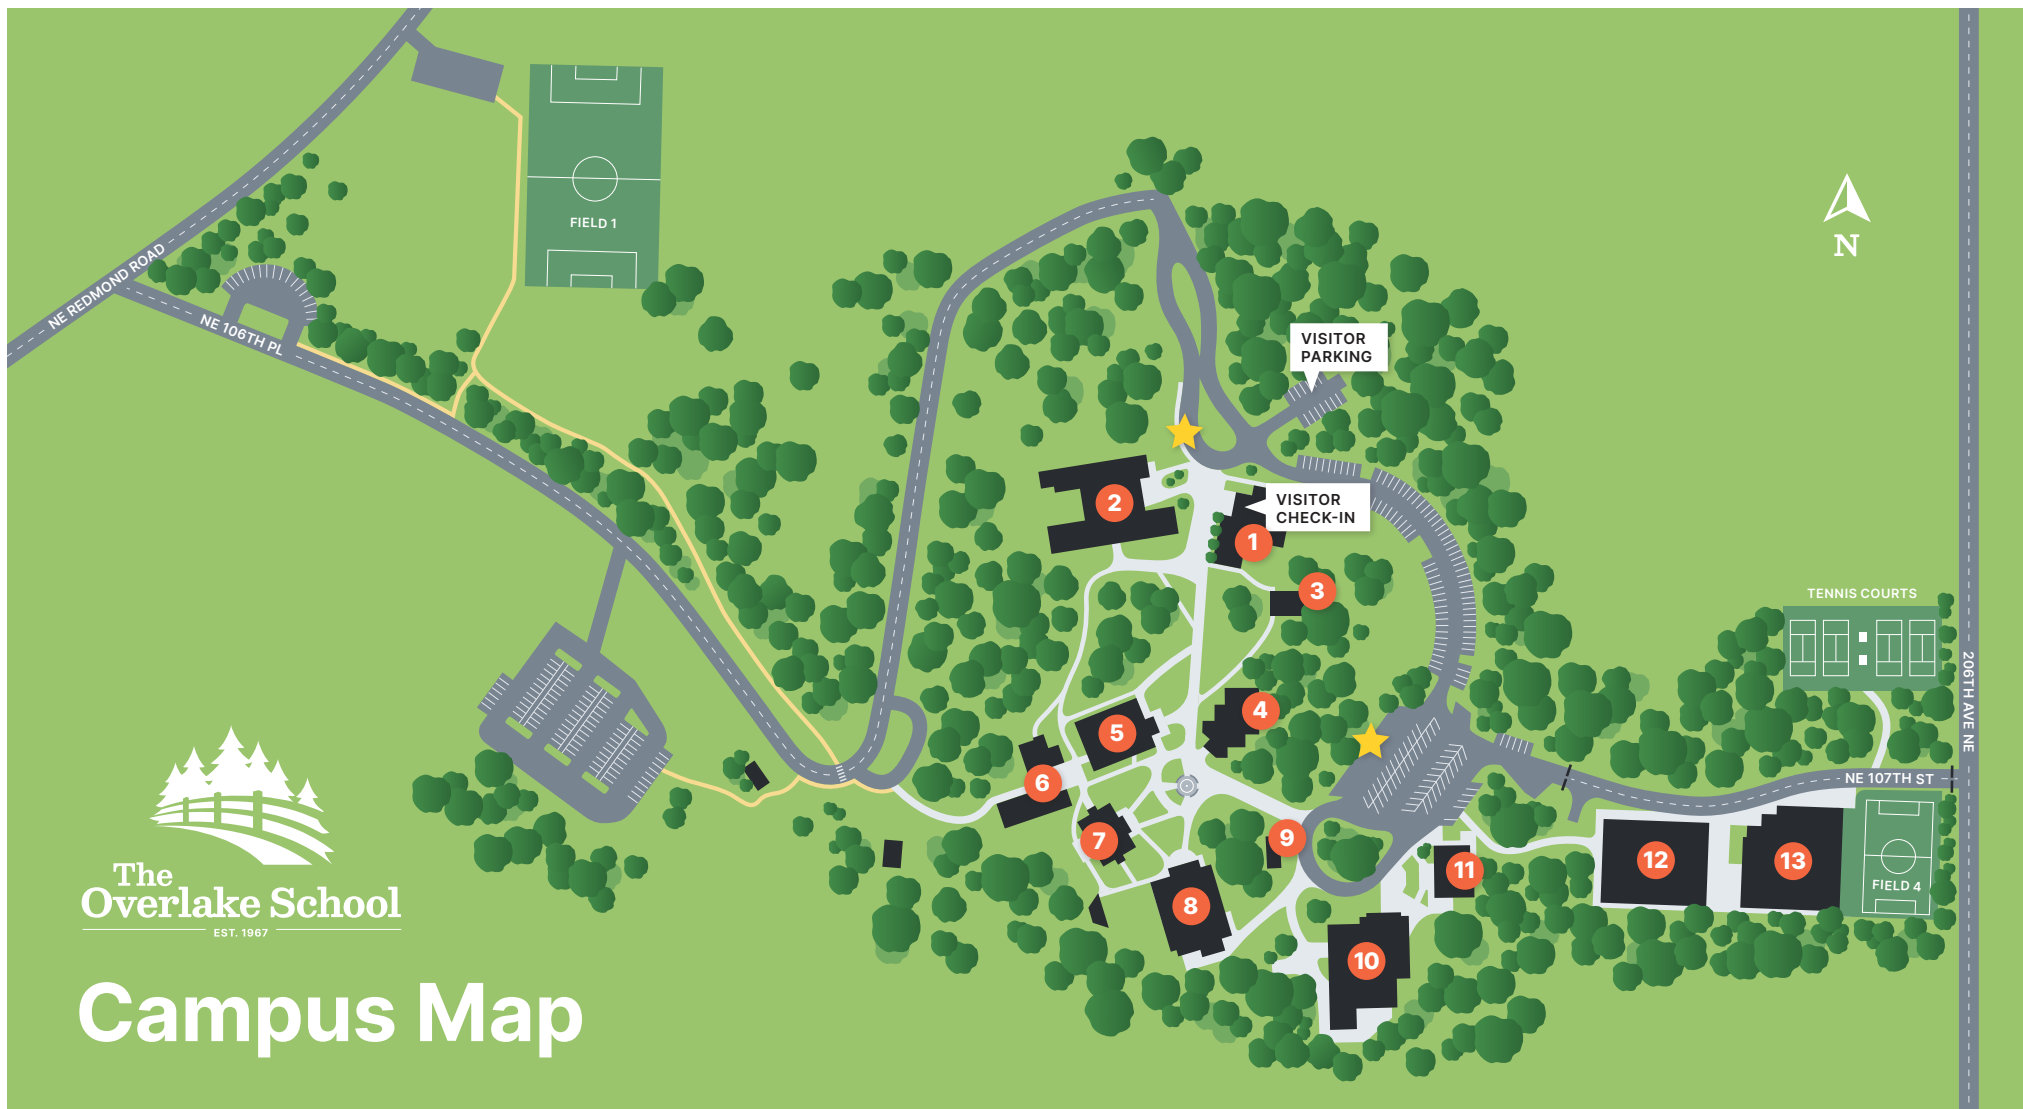 FIELD 1
NE REDMOND ROAD
NE 106TH PL
N
VISITOR
PARKING
VISITOR
CHECK-IN
1
2
3
4
5
6
7
8
9
10
11
12
13
TENNIS COURTS
206TH AVE NE
NE 107TH ST
FIELD 4
The
Overlake School
EST. 1967
Campus Map